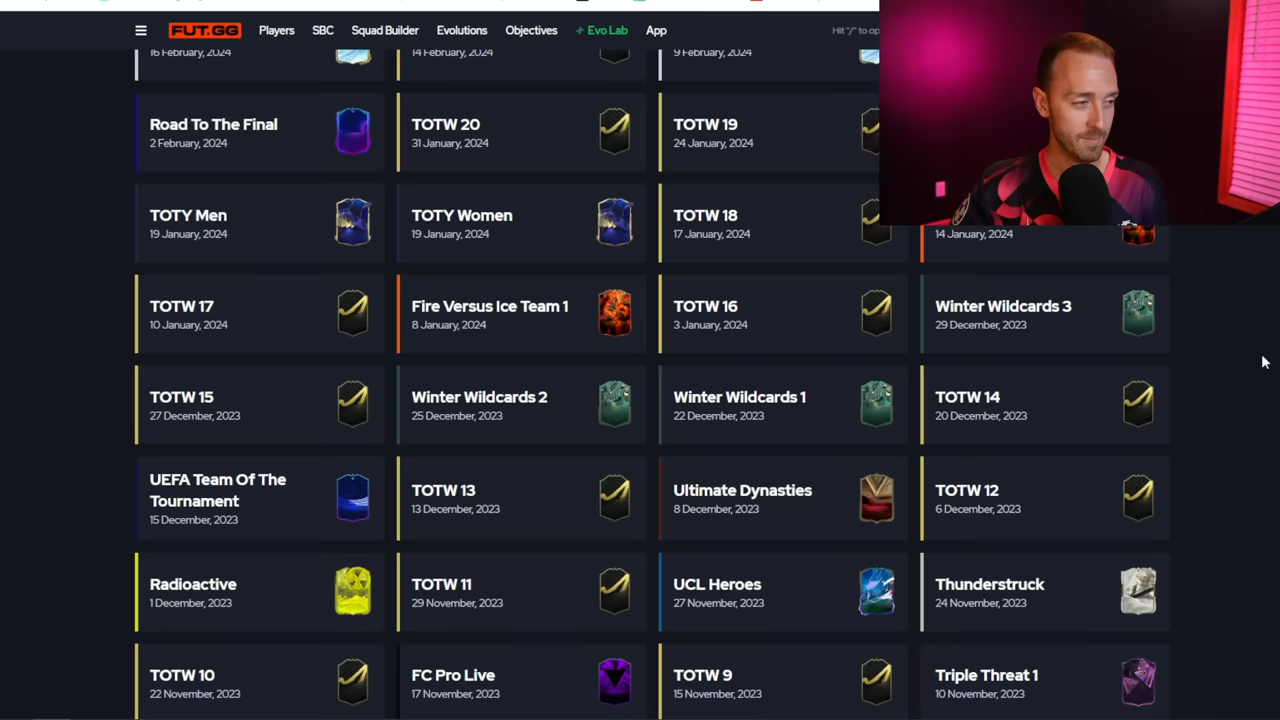 FUT.GG
Players
SBC
Squad Builder
Evolutions
Objectives
Evo Lab
App
Hit "/" to op
16 February, 2024
14 February, 2024
9 February, 2024
Road To The Final
2 February, 2024
TOTW 20
31 January, 2024
TOTW 19
24 January, 2024
TOTY Men
19 January, 2024
TOTY Women
19 January, 2024
TOTW 18
17 January, 2024
14 January, 2024
TOTW 17
10 January, 2024
Fire Versus Ice Team 1
8 January, 2024
TOTW 16
3 January, 2024
Winter Wildcards 3
29 December, 2023
TOTW 15
27 December, 2023
Winter Wildcards 2
25 December, 2023
Winter Wildcards 1
22 December, 2023
TOTW 14
20 December, 2023
UEFA Team Of The
Tournament
15 December, 2023
TOTW 13
13 December, 2023
Ultimate Dynasties
8 December, 2023
TOTW 12
6 December, 2023
Radioactive
1 December, 2023
TOTW 11
29 November, 2023
UCL Heroes
27 November, 2023
Thunderstruck
24 November, 2023
TOTW 10
22 November, 2023
FC Pro Live
17 November, 2023
TOTW 9
15 November, 2023
Triple Threat 1
10 November, 2023